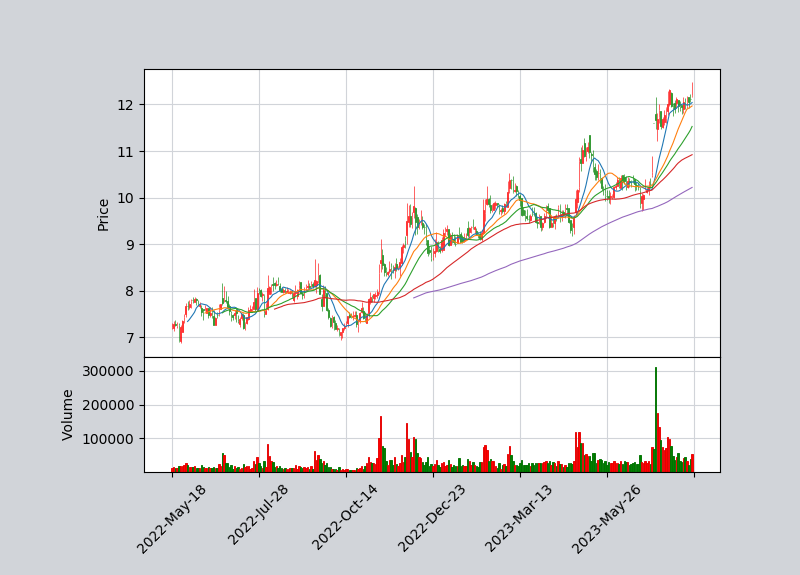 12
11
10
9
8
7
Price
300000
200000
100000
Volume
2022-May-18
2022-Jul-28
2022-Oct-14
2022-Dec-23
2023-Mar-13
2023-May-26